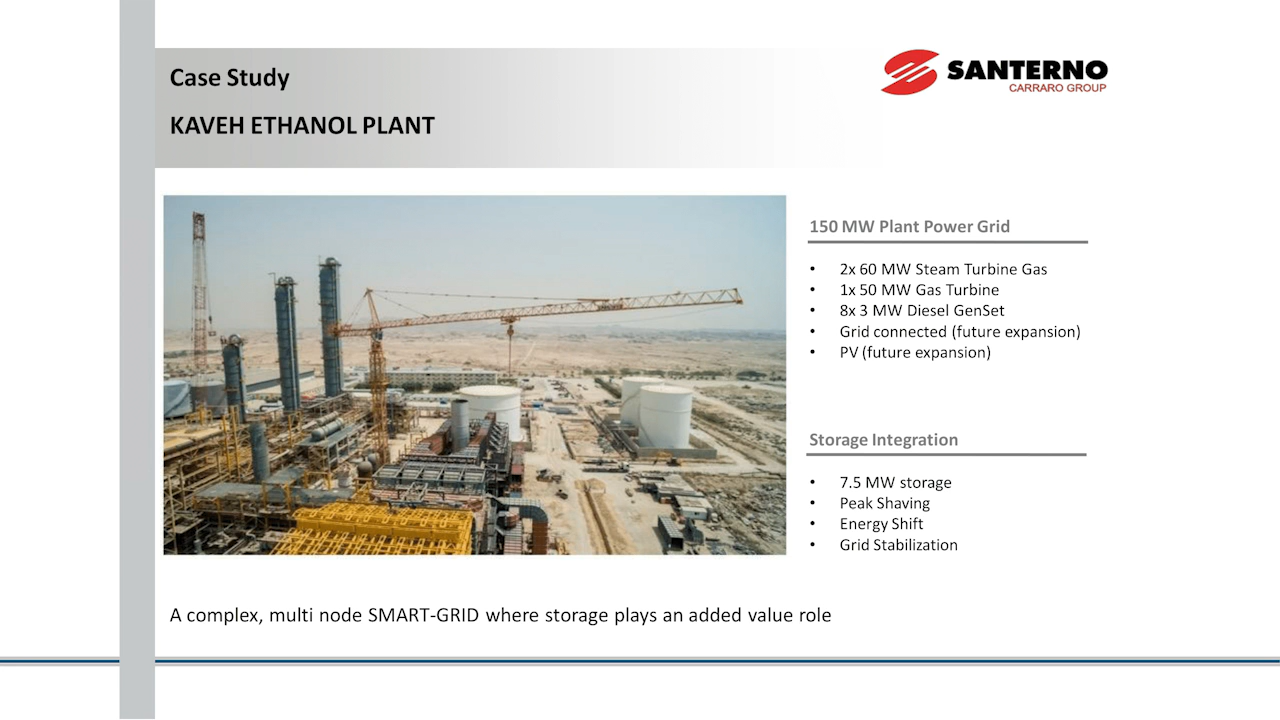 Case Study
KAVEH ETHANOL PLANT
SANTERNO
CARRARO GROUP
150 MW Plant Power Grid
• 2x 60 MW Steam Turbine Gas
• 1x 50 MW Gas Turbine
• 8x 3 MW Diesel GenSet
• Grid connected (future expansion)
• PV (future expansion)
Storage Integration
• 7.5 MW storage
• Peak Shaving
• Energy Shift
• Grid Stabilization
A complex, multi node SMART-GRID where storage plays an added value role